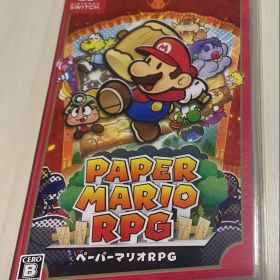 NINTENDO
SWITCH
PAPER
MARIO
RPG
ペーパーマリオRPG
CERO
B